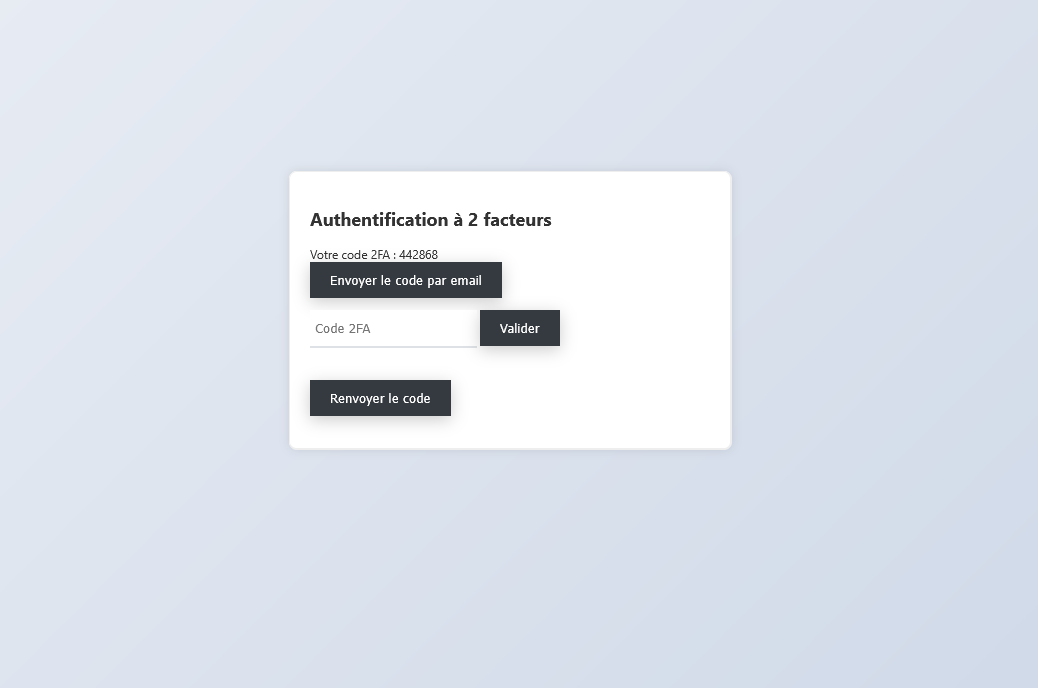 Authentification à 2 facteurs
Votre code 2FA : 442868
Envoyer le code par email
Code 2FA
Valider
Renvoyer le code